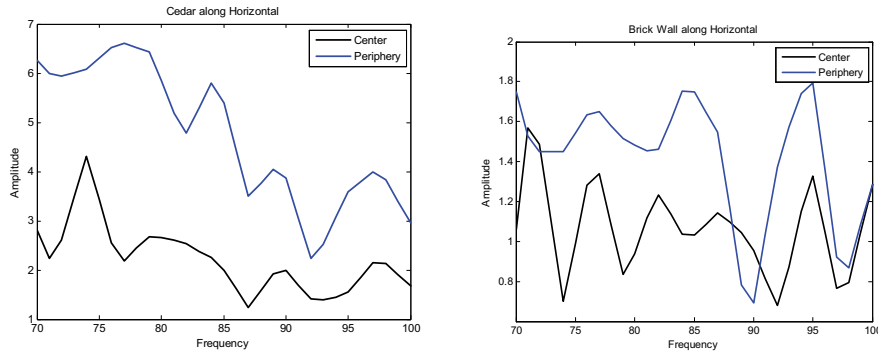 Cedar along Horizontal
7
6
5
4
3
2
1
70 75 80 85 90 95 100
Amplitude
Frequency
Center
Periphery
Brick Wall along Horizontal
2
1.8
1.6
1.4
1.2
1
0.8
70 75 80 85 90 95 100
Amplitude
Frequency
Center
Periphery